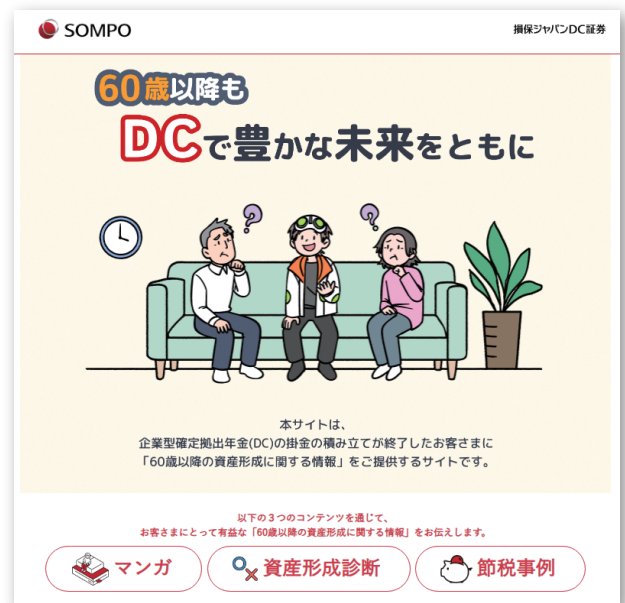 SOMPO
損保ジャパンDC証券
60歳以降も
DCで豊かな未来をともに
本サイトは、
企業型確定拠出年金(DC)の掛金の積み立てが終了したお客さまに
「60歳以降の資産形成に関する情報」をご提供するサイトです。
以下の3つのコンテンツを通じて、
お客さまにとって有益な「60歳以降の資産形成に関する情報」をお伝えします。
マンガ
資産形成診断
節税事例